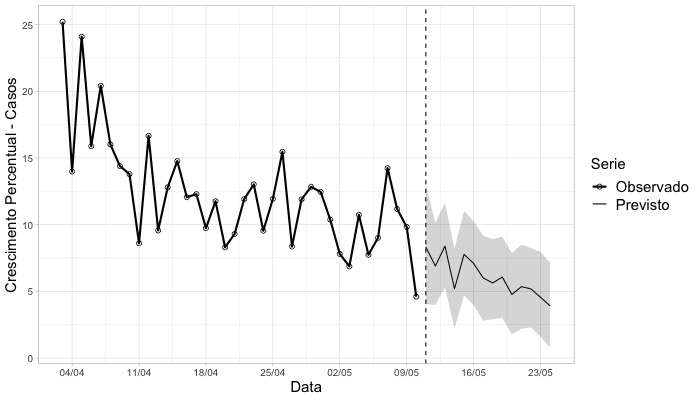 Crescimento Percentual - Casos
25
20
15
10
5
0
04/04
11/04
18/04
25/04
02/05
09/05
16/05
23/05
Data
Serie
Observado
Previsto